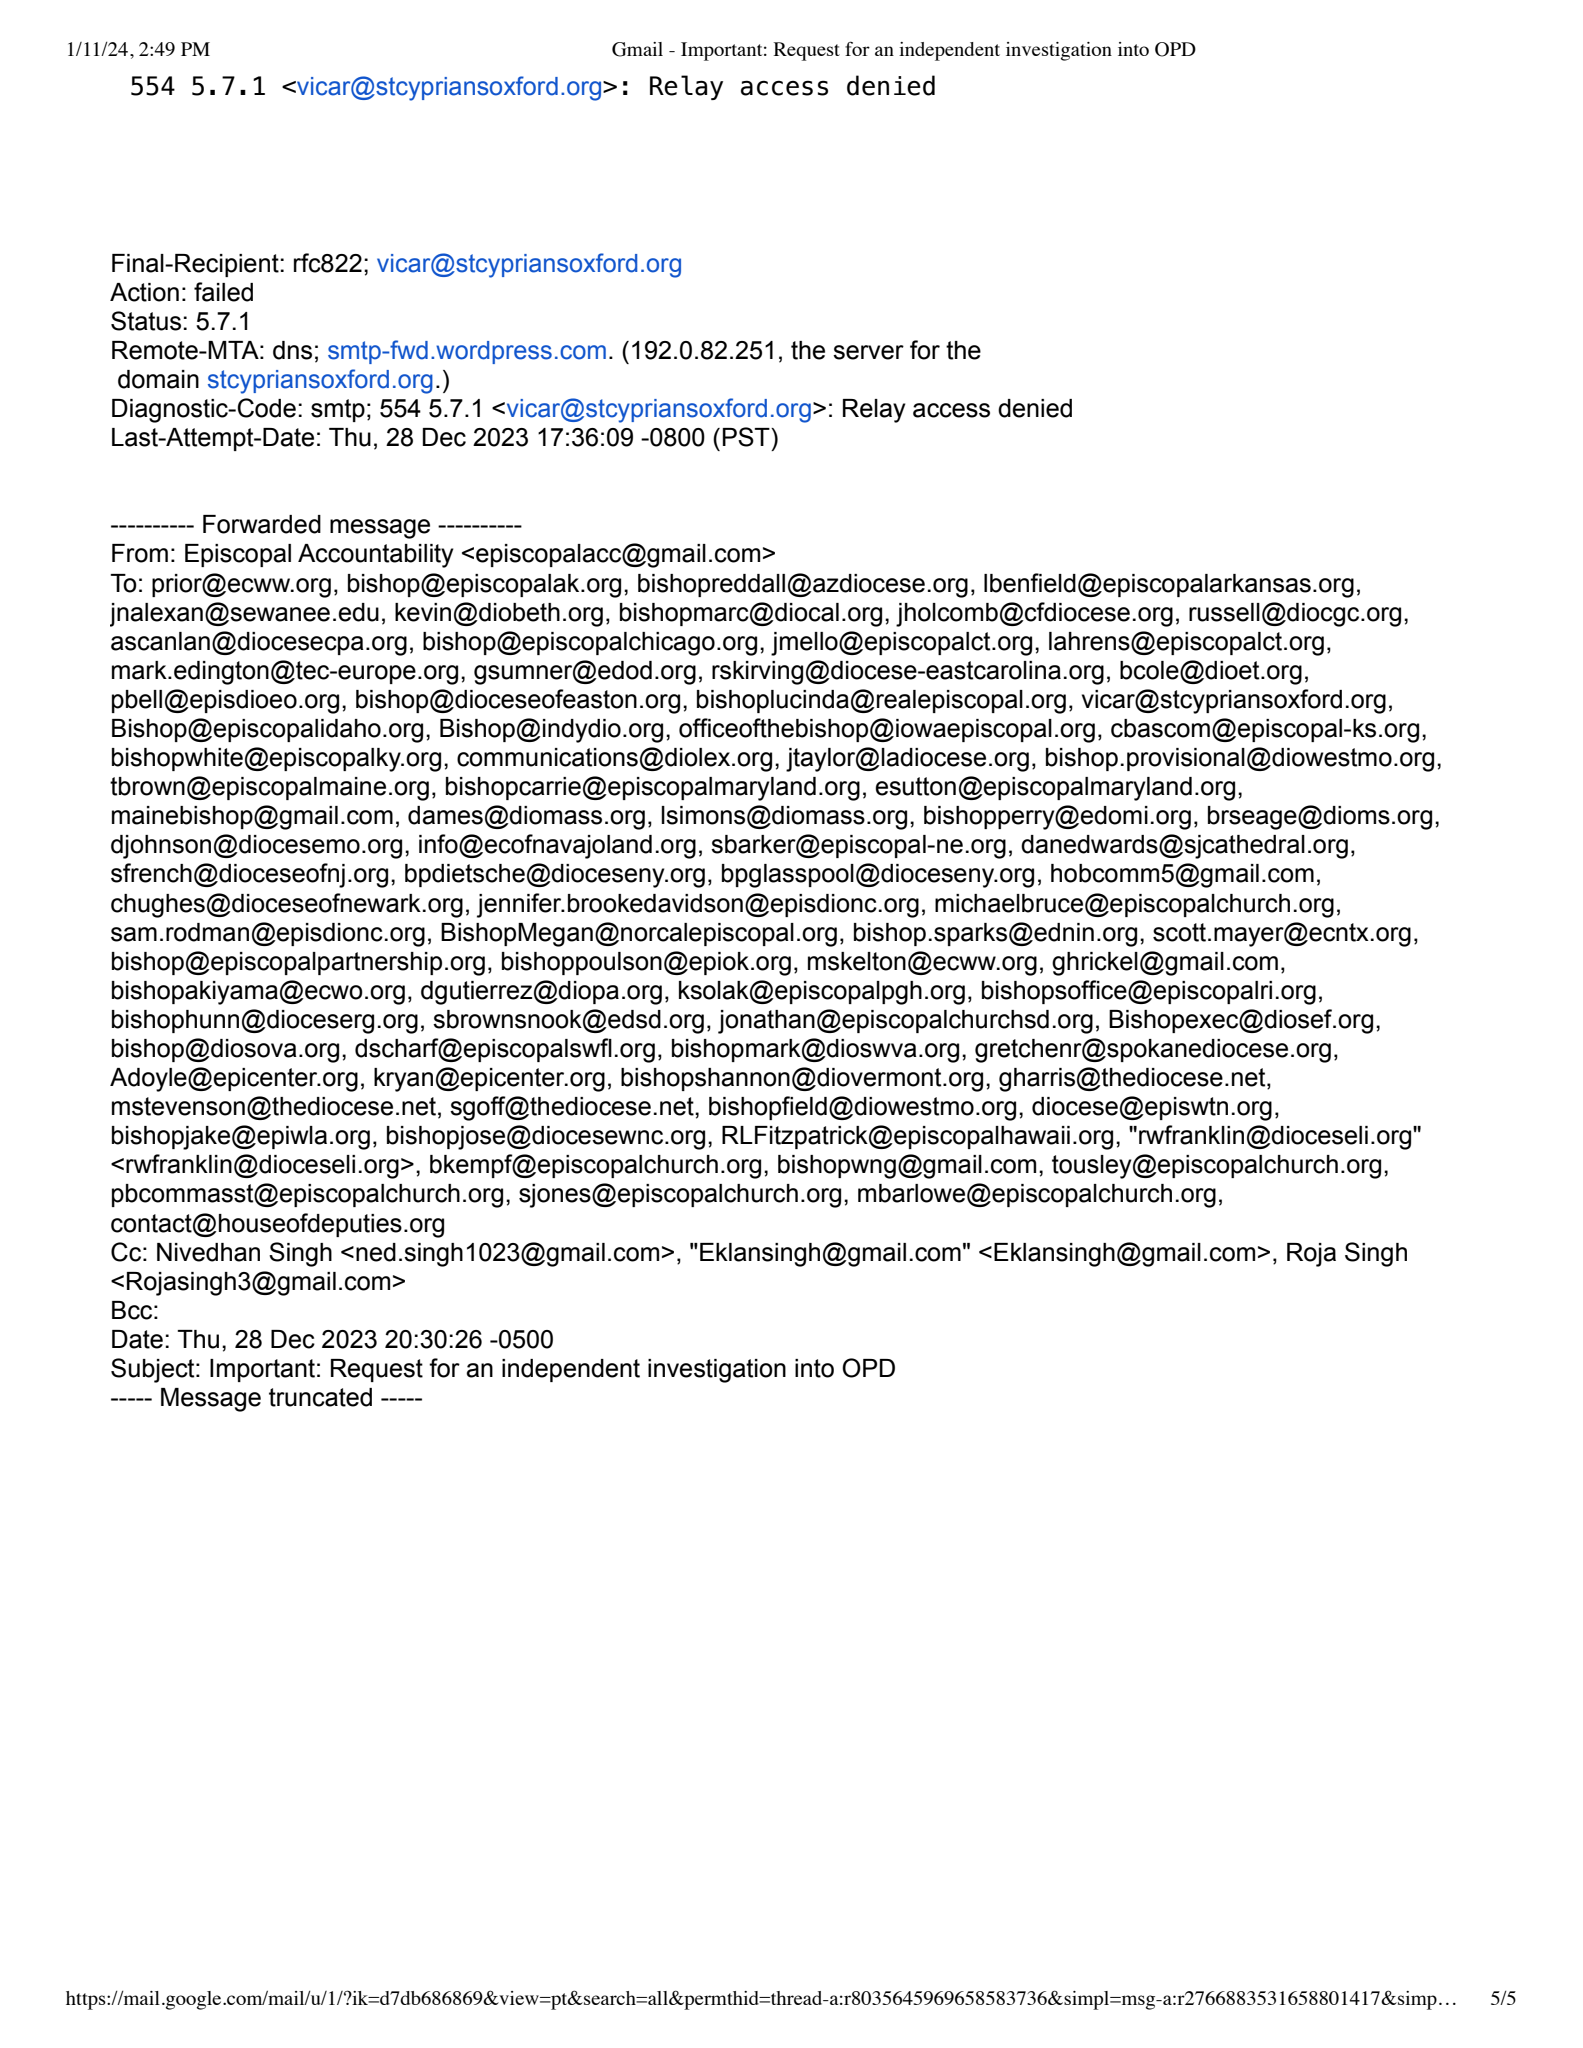 1/11/24, 2:49 PM Gmail - Important: Request for an independent investigation into OPD
554 5.7.1 <vicar@stcypriansoxford.org>: Relay access denied
Final-Recipient: rfc822; vicar@stcypriansoxford.org
Action: failed
Status: 5.7.1
Remote-MTA: dns; smtp-fwd.wordpress.com. (192.0.82.251, the server for the
domain stcypriansoxford.org.)
Diagnostic-Code: smtp; 554 5.7.1 <vicar@stcypriansoxford.org>: Relay access denied
Last-Attempt-Date: Thu, 28 Dec 2023 17:36:09 -0800 (PST)
---------- Forwarded message ----------
From: Episcopal Accountability <episcopalacc@gmail.com>
To: prior@ecww.org, bishop@episcopalak.org, bishopreddall@azdiocese.org, lbenfield@episcopalarkansas.org,
jnalexan@sewanee.edu, kevin@diobeth.org, bishopmarc@diocal.org, jholcomb@cfdiocese.org, russell@diocgc.org,
ascanlan@diocesecpa.org, bishop@episcopalchicago.org, jmello@episcopalct.org, lahrens@episcopalct.org,
mark.edington@tec-europe.org, gsumner@edod.org, rskirving@diocese-eastcarolina.org, bcole@dioet.org,
pbell@episdioeo.org, bishop@dioceseofeaston.org, bishoplucinda@realepiscopal.org, vicar@stcypriansoxford.org,
Bishop@episcopalidaho.org, Bishop@indydio.org, officeofthebishop@iowaepiscopal.org, cbascom@episcopal-ks.org,
bishopwhite@episcopalky.org, communications@diolex.org, jtaylor@ladiocese.org, bishop.provisional@diowestmo.org,
tbrown@episcopalmaine.org, bishopcarrie@episcopalmaryland.org, esutton@episcopalmaryland.org,
mainebishop@gmail.com, dames@diomass.org, lsimons@diomass.org, bishopperry@edomi.org, brseage@dioms.org,
djohnson@diocesemo.org, info@ecofnavajoland.org, sbarker@episcopal-ne.org, danedwards@sjcathedral.org,
sfrench@dioceseofnj.org, bpdietsche@dioceseny.org, bpglasspool@dioceseny.org, hobcomm5@gmail.com,
chughes@dioceseofnewark.org, jennifer.brookedavidson@episdionc.org, michaelbruce@episcopalchurch.org,
sam.rodman@episdionc.org, BishopMegan@norcalepiscopal.org, bishop.sparks@ednin.org, scott.mayer@ecntx.org,
bishop@episcopalpartnership.org, bishoppoulson@epiok.org, mskelton@ecww.org, ghrickel@gmail.com,
bishopakiyama@ecwo.org, dgutierrez@diopa.org, ksolak@episcopalpgh.org, bishopsoffice@episcopalri.org,
bishophunn@dioceserg.org, sbrownsnook@edsd.org, jonathan@episcopalchurchsd.org, Bishopexec@diosef.org,
bishop@diosova.org, dscharf@episcopalswfl.org, bishopmark@dioswva.org, gretchenr@spokanediocese.org,
Adoyle@epicenter.org, kryan@epicenter.org, bishopshannon@diovermont.org, gharris@thediocese.net,
mstevenson@thediocese.net, sgoff@thediocese.net, bishopfield@diowestmo.org, diocese@episwtn.org,
bishopjake@epiwla.org, bishopjose@diocesewnc.org, RLFitzpatrick@episcopalhawaii.org, "rwfranklin@dioceseli.org"
<rwfranklin@dioceseli.org>, bkempf@episcopalchurch.org, bishopwng@gmail.com, tousley@episcopalchurch.org,
pbcommasst@episcopalchurch.org, sjones@episcopalchurch.org, mbarlowe@episcopalchurch.org,
contact@houseofdeputies.org
Cc: Nivedhan Singh <ned.singh1023@gmail.com>, "Eklansingh@gmail.com" <Eklansingh@gmail.com>, Roja Singh
<Rojasingh3@gmail.com>
Bcc:
Date: Thu, 28 Dec 2023 20:30:26 -0500
Subject: Important: Request for an independent investigation into OPD
----- Message truncated -----
https://mail.google.com/mail/u/1/?ik=d7db686869&view=pt&search=all&permthid=thread-a:r8035645969658583736&simpl=msg-a:r2766883531658801417&simp… 5/5